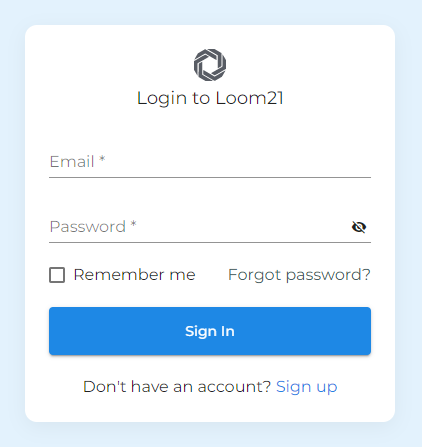 Login to Loom21
Email *
Password *
Remember me Forgot password?
Sign In
Don't have an account? Sign up